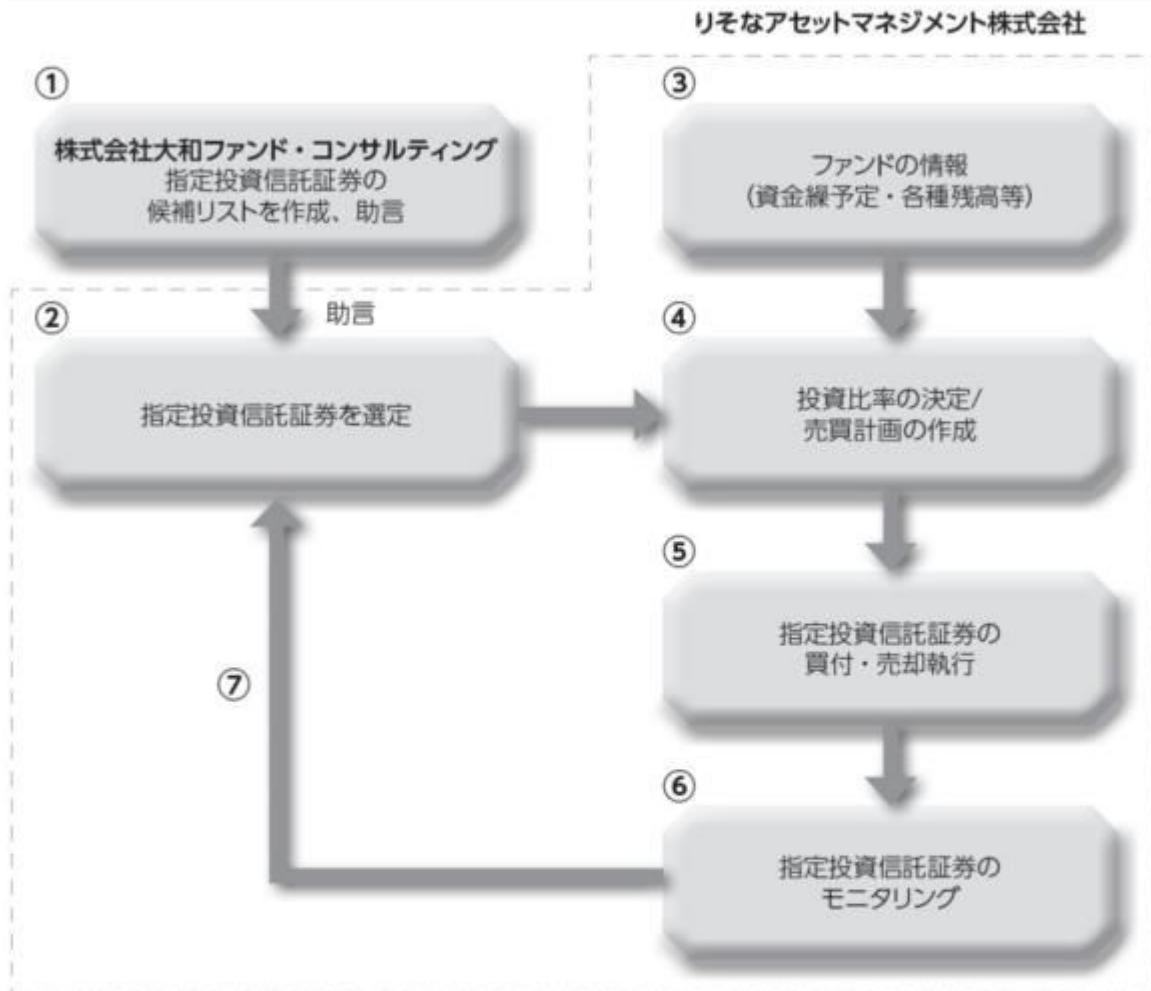 りそなアセットマネジメント株式会社
①
株式会社大和ファンド・コンサルティング
指定投資信託証券の
候補リストを作成、助言
助言
②
指定投資信託証券を選定
③
ファンドの情報
(資金繰予定・各種残高等)
④
投資比率の決定/
売買計画の作成
⑤
指定投資信託証券の
買付・売却執行
⑥
指定投資信託証券の
モニタリング
⑦